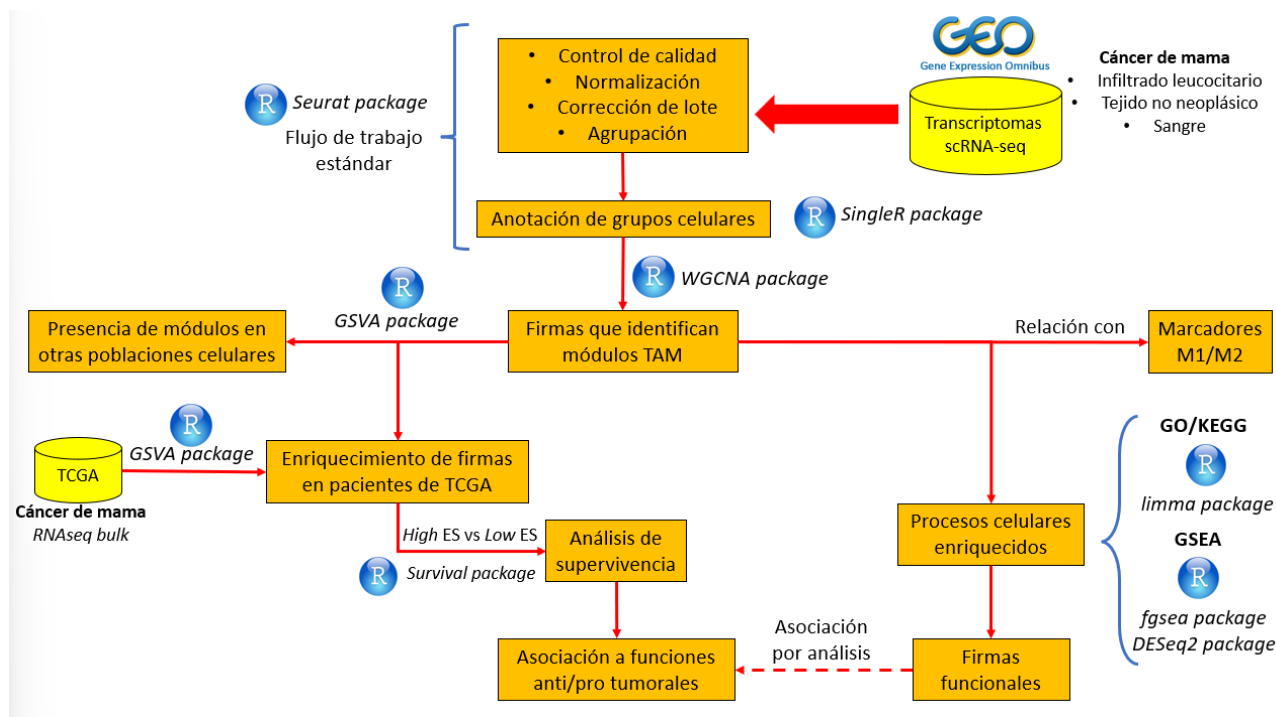 GEO
Gene Expression Omnibus
Cáncer de mama
• Infiltrado leucocitario
• Tejido no neoplásico
• Sangre
Transcriptomas
scRNA-seq
• Control de calidad
• Normalización
• Corrección de lote
• Agrupación
R
Seurat package
Flujo de trabajo
estándar
Anotación de grupos celulares
R
SingleR package
R
WGCNA package
R
GSVA package
Presencia de módulos en
otras poblaciones celulares
Firmas que identifican
módulos TAM
Relación con
Marcadores
M1/M2
R
GSVA package
TCGA
Cáncer de mama
RNAseq bulk
Enriquecimiento de firmas
en pacientes de TCGA
High ES vs Low ES
R
Survival package
Análisis de
supervivencia
Procesos celulares
enriquecidos
GO/KEGG
R
limma package
GSEA
R
fgsea package
DESeq2 package
Asociación a funciones
anti/pro tumorales
Asociación
por análisis
Firmas
funcionales